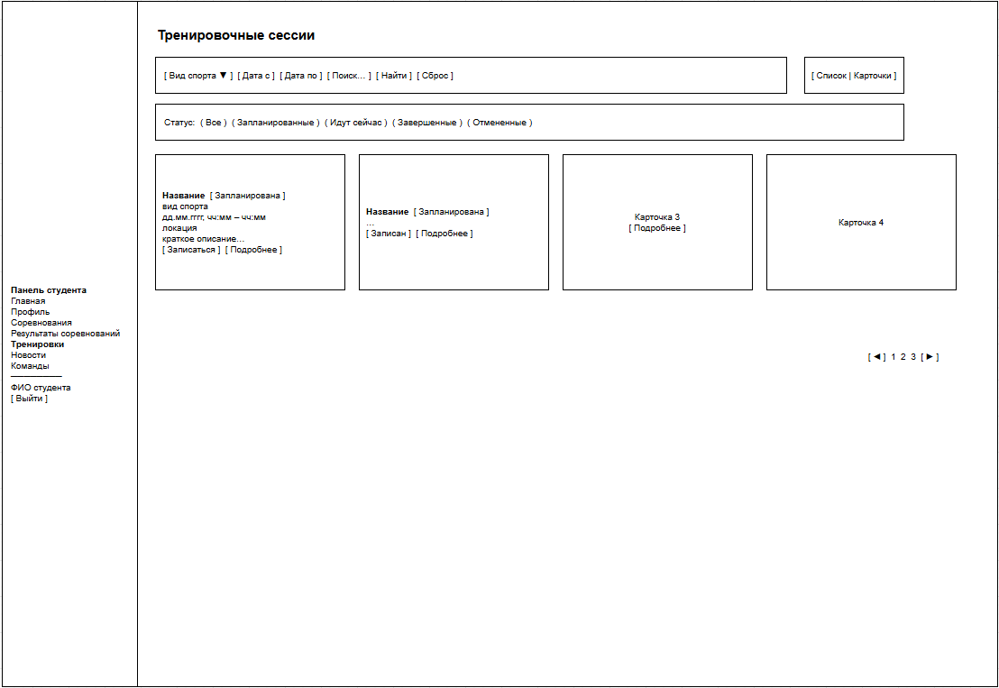 Тренировочные сессии
[ Вид спорта ▼ ] [ Дата с ] [ Дата по ] [ Поиск... ] [ Найти ] [ Сброс ]
[ Список | Карточки ]
Статус: ( Все ) ( Запланированные ) ( Идут сейчас ) ( Завершенные ) ( Отмененные )
Название [ Запланирована ]
вид спорта
дд.мм.гггг, чч:мм – чч:мм
локация
краткое описание...
[ Записаться ] [ Подробнее ]
Название [ Запланирована ]
...
[ Записан ] [ Подробнее ]
Карточка 3
[ Подробнее ]
Карточка 4
[ ◄ ] 1 2 3 [ ► ]
Панель студента
Главная
Профиль
Соревнования
Результаты соревнований
Тренировки
Новости
Команды
ФИО студента
[ Выйти ]